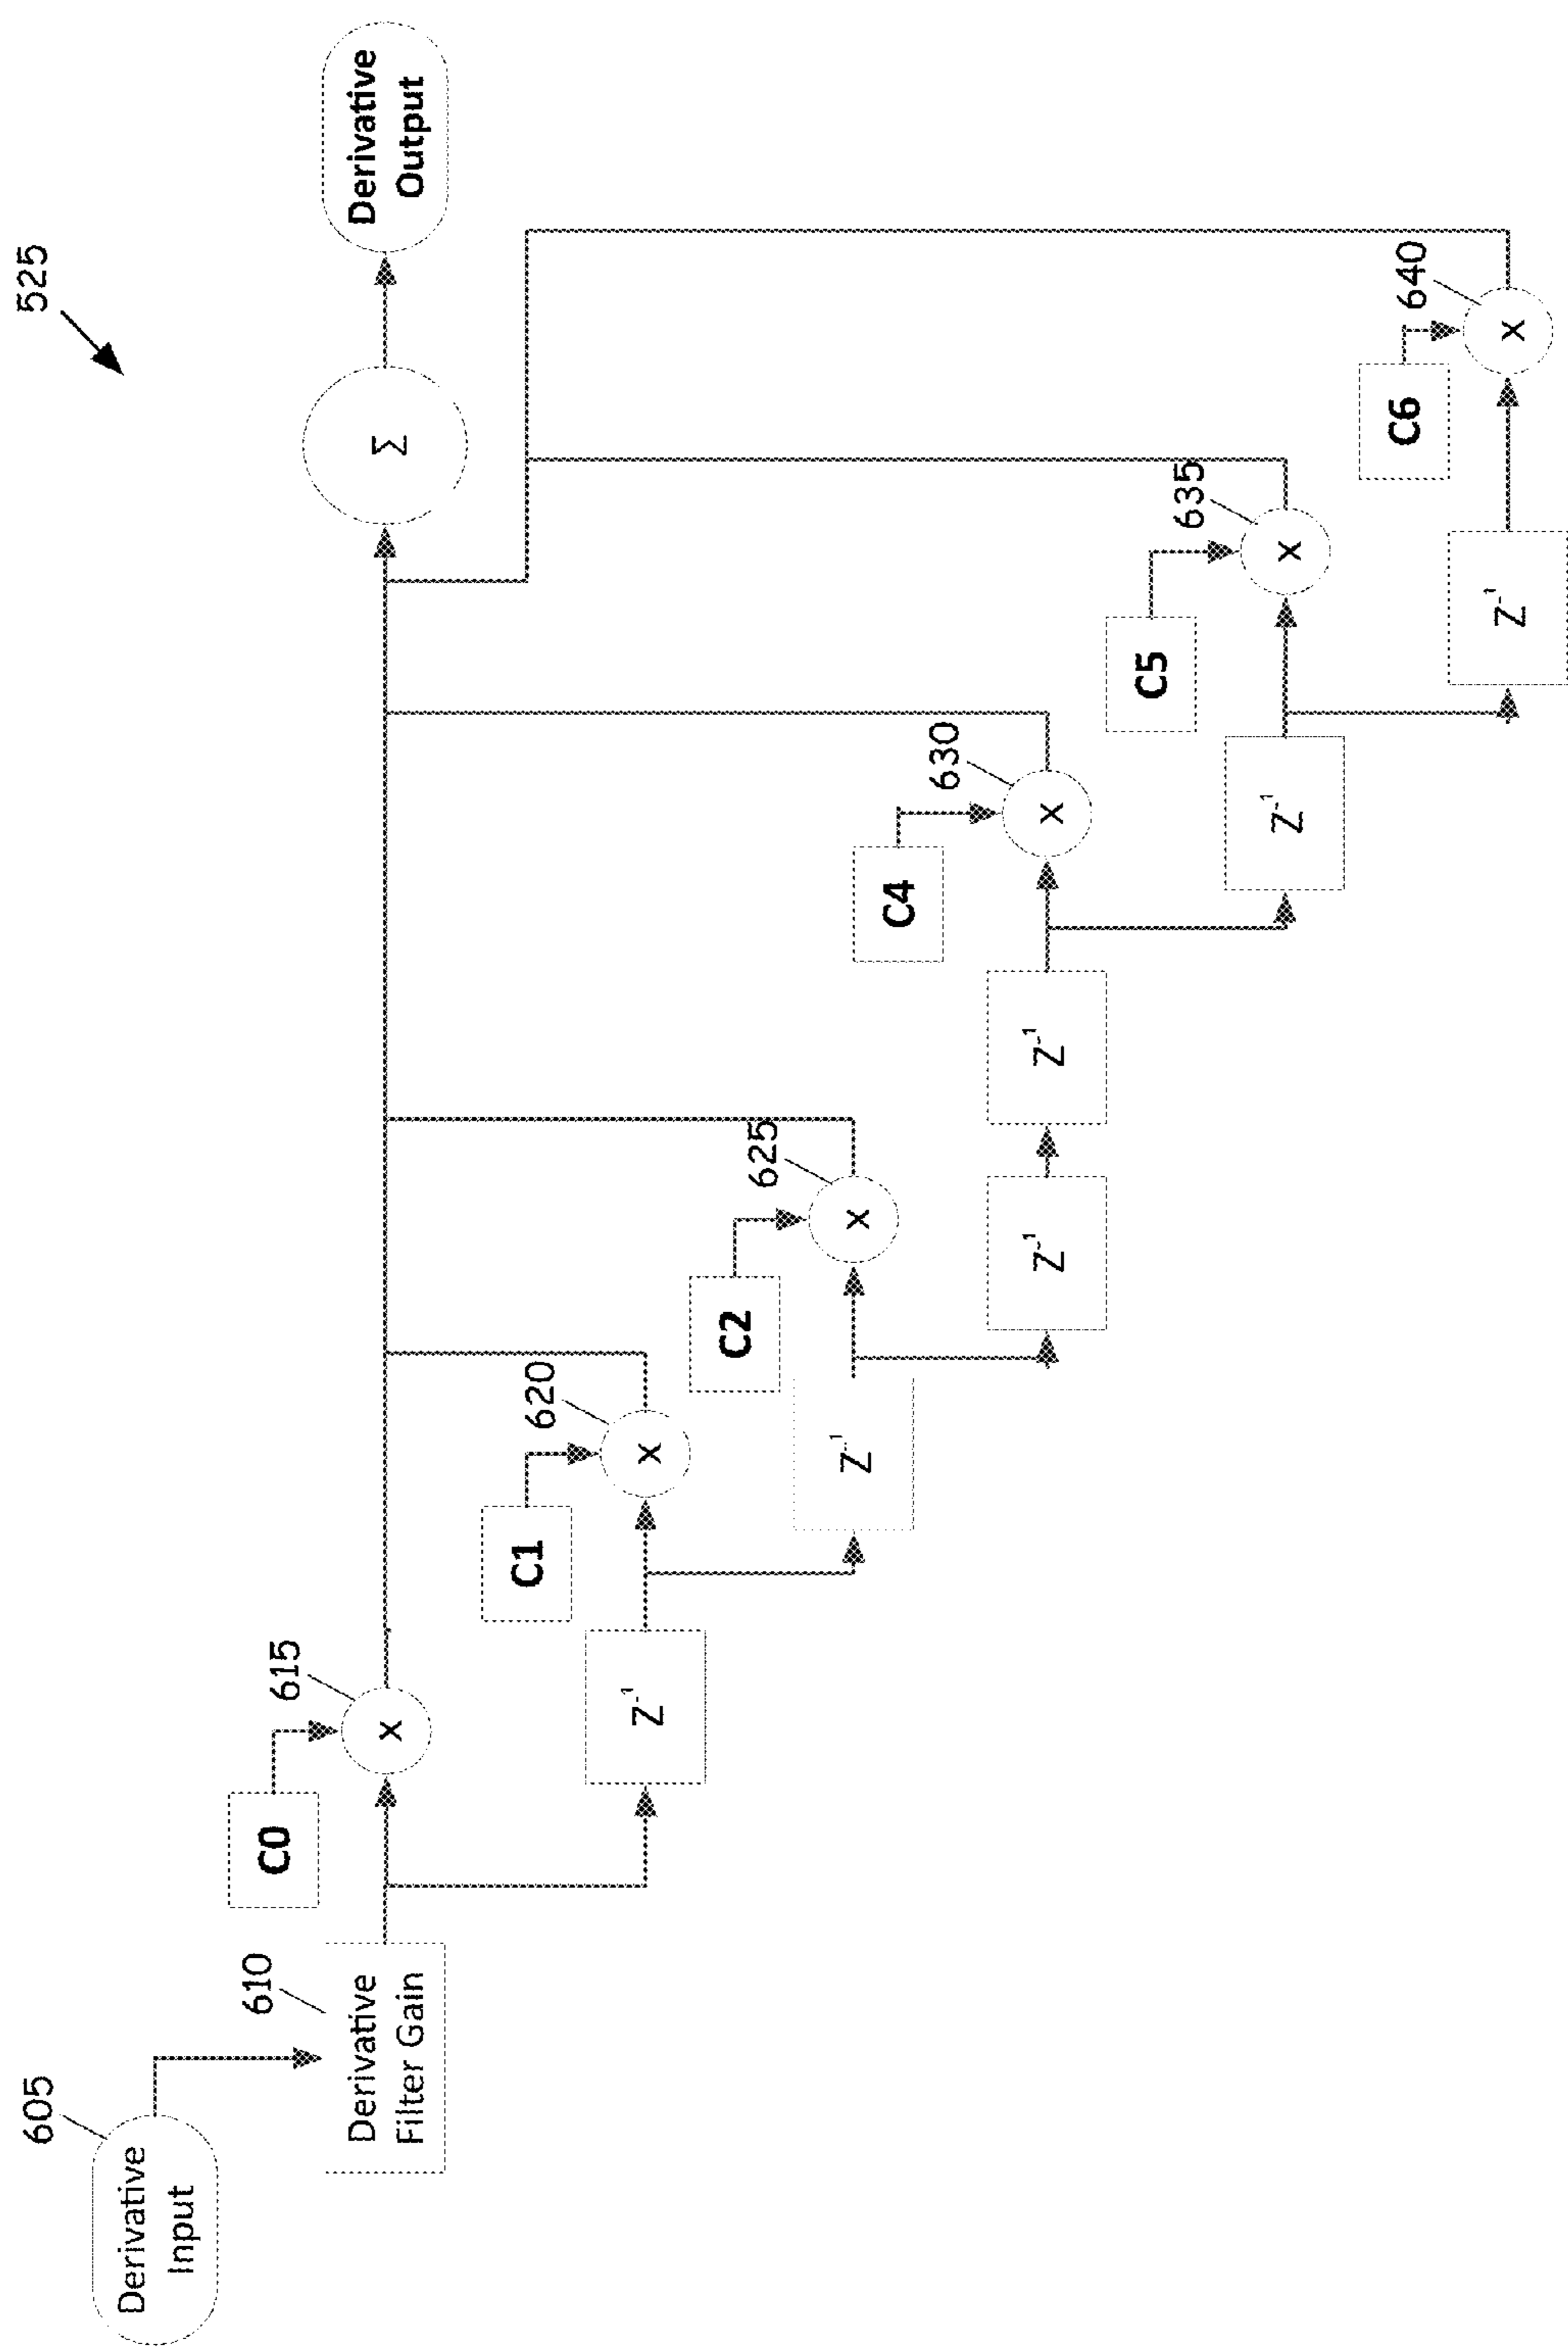 525
605
Derivative
Input
610
Derivative
Filter Gain
C0
615
X
Σ
Derivative
Output
Z⁻¹
C1
620
X
Z⁻¹
C2
625
X
Z⁻¹
Z⁻¹
C4
630
X
Z⁻¹
C5
635
X
Z⁻¹
C6
640
X